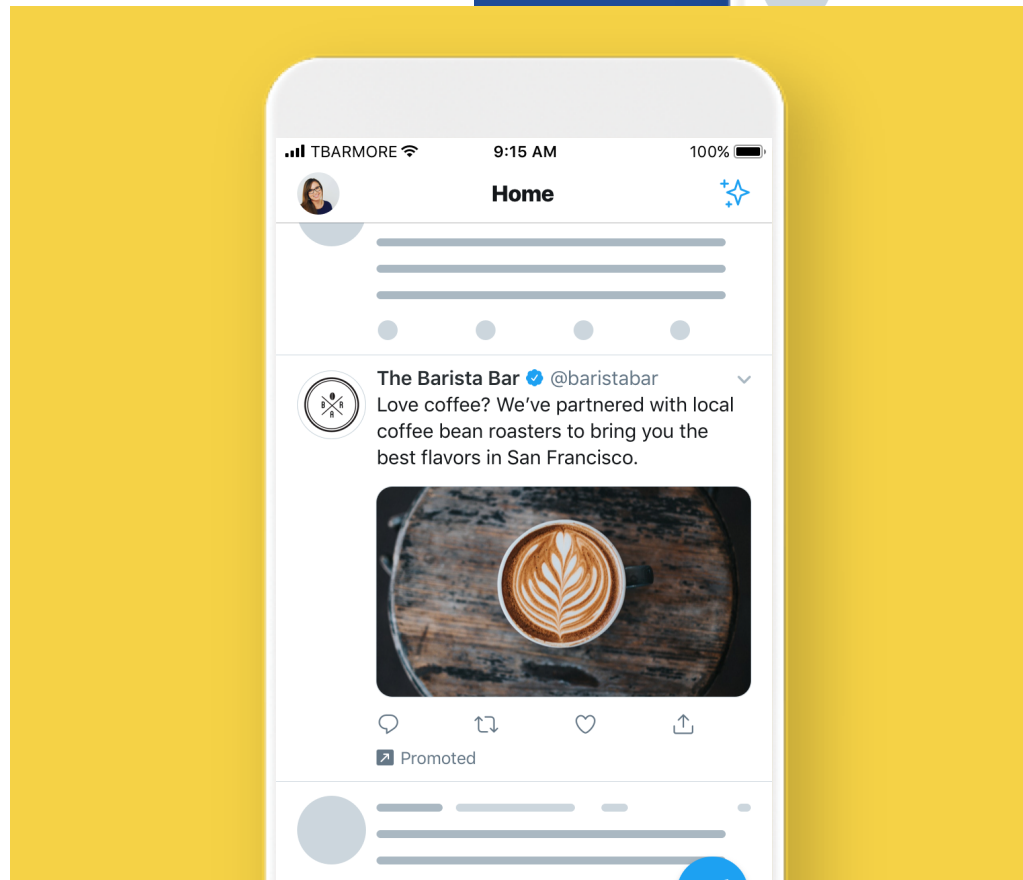 TBARMORE 9:15 AM 100%
Home
The Barista Bar @baristabar
Love coffee? We’ve partnered with local
coffee bean roasters to bring you the
best flavors in San Francisco.
B A R A
Promoted